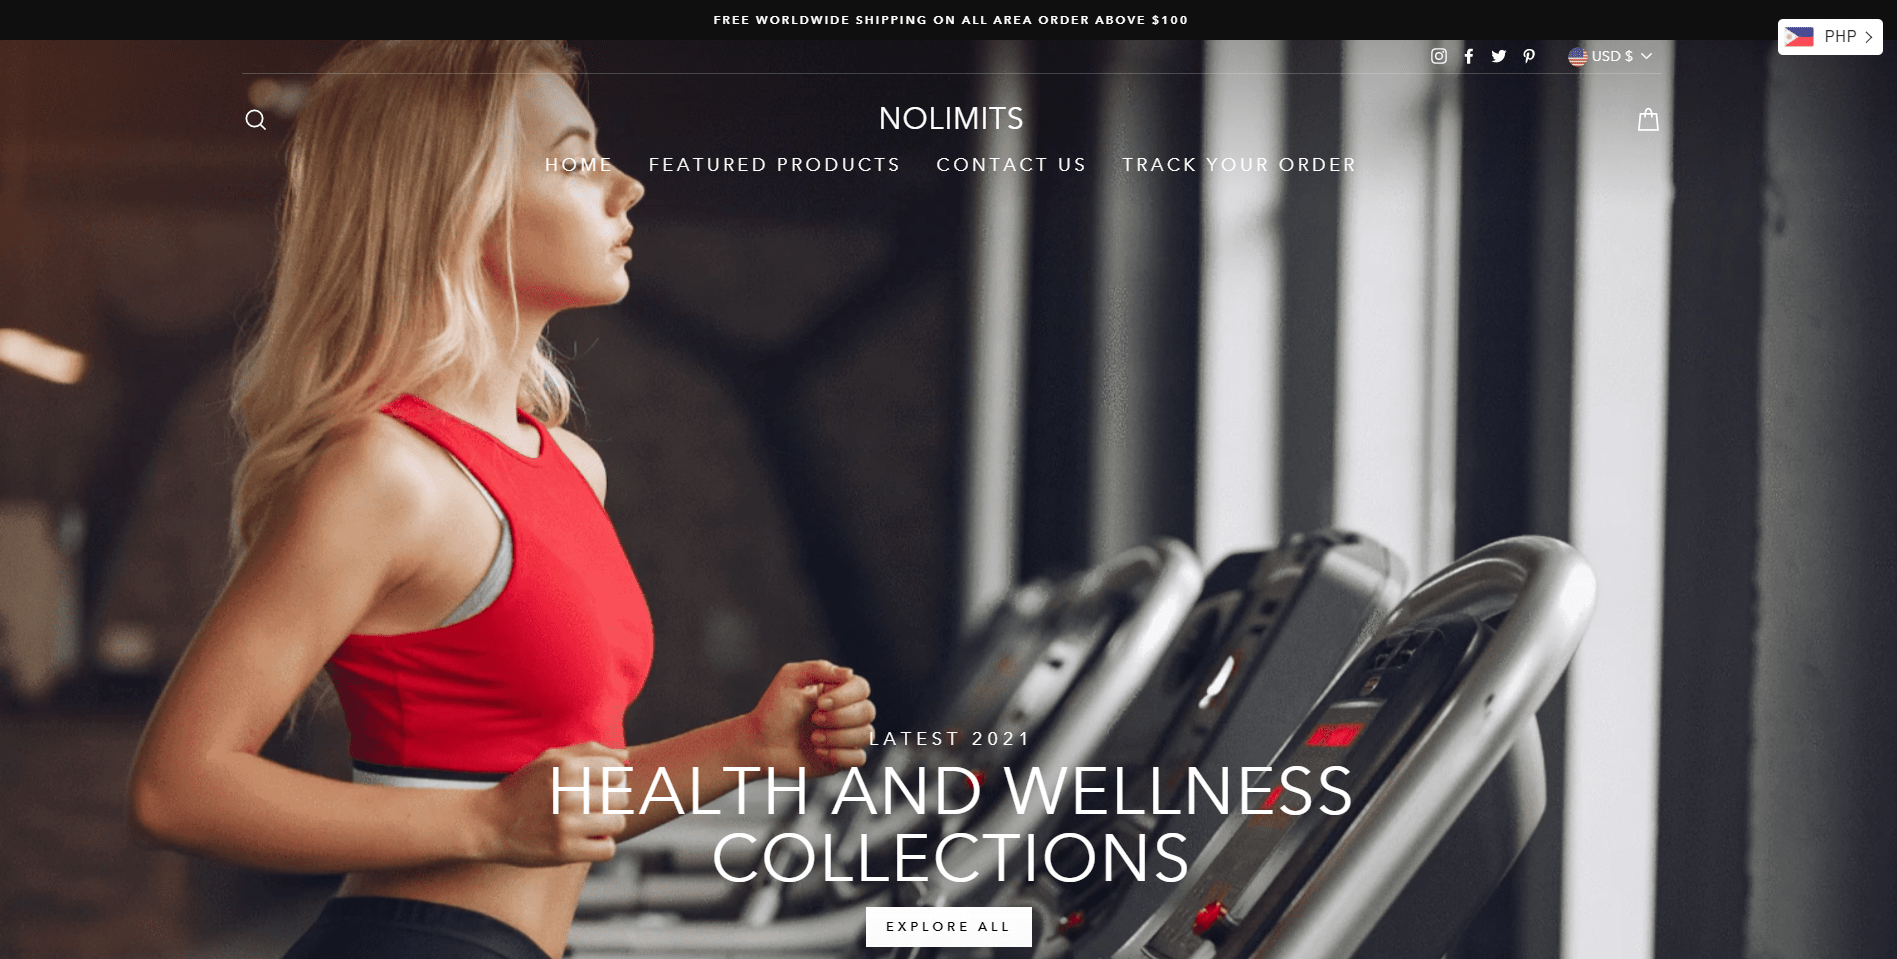 FREE WORLDWIDE SHIPPING ON ALL AREA ORDER ABOVE $100
PHP
USD $
NOLIMITS
HOME FEATURED PRODUCTS CONTACT US TRACK YOUR ORDER
LATEST 2021
HEALTH AND WELLNESS
COLLECTIONS
EXPLORE ALL